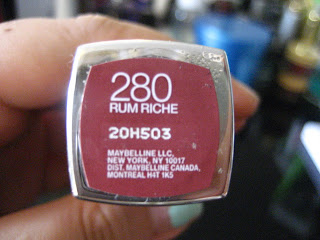 280
RUM RICHE
20H503
MAYBELLINE LLC,
NEW YORK, NY 10017
DIST. MAYBELLINE CANADA,
MONTREAL H4T 1K5